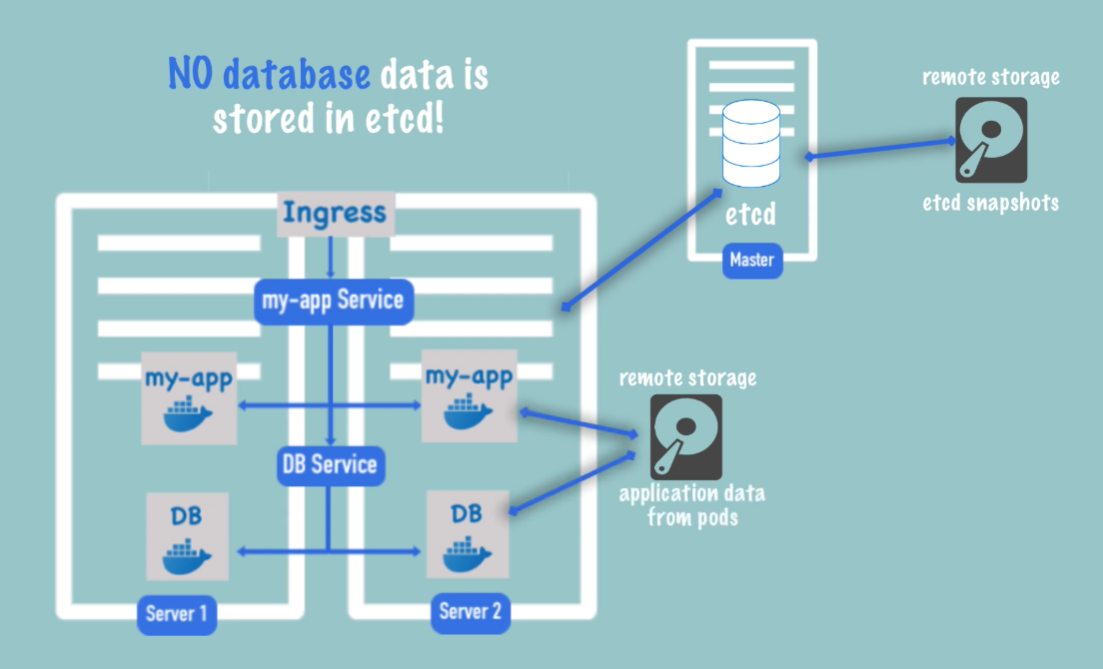 NO database data is
stored in etcd!
remote storage
etcd snapshots
etcd
Master
Ingress
my-app Service
my-app
my-app
remote storage
application data
from pods
DB Service
DB
DB
Server 1
Server 2